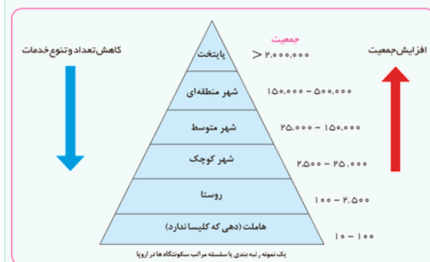 جمعیت
افزایش جمعیت
کاهش تعداد و تنوع خدمات
پایتخت
> ۲.۰۰۰.۰۰۰
شهر منطقه‌ای
۱۵۰.۰۰۰ – ۵۰۰.۰۰۰
شهر متوسط
۲۵.۰۰۰ – ۱۵۰.۰۰۰
شهر کوچک
۲.۵۰۰ – ۲۵.۰۰۰
روستا
۱۰۰ – ۲.۵۰۰
هاملت (دهی که کلیسا ندارد)
۱۰ – ۱۰۰
یک نمونه رتبه بندی یا سلسله مراتب سکونتگاه ها در اروپا